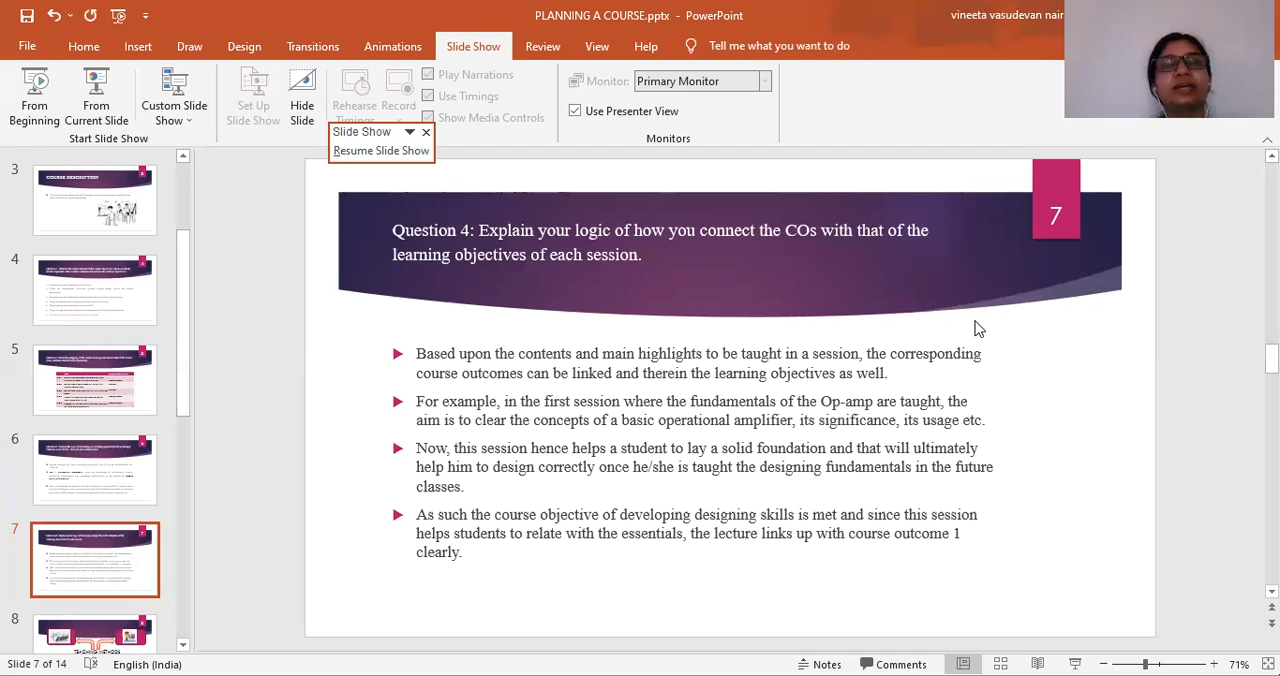 PLANNING A COURSE.pptx - PowerPoint
vineeta vasudevan nair
File Home Insert Draw Design Transitions Animations Slide Show Review View Help Tell me what you want to do
From Beginning
From Current Slide
Custom Slide Show
Set Up Slide Show
Hide Slide
Rehearse Timings
Record
Play Narrations
Use Timings
Show Media Controls
Monitor: Primary Monitor
Use Presenter View
Start Slide Show
Monitors
Slide Show
Resume Slide Show
3
COURSE DESCRIPTION
4
5
6
7
8
TEACHING METHODS
7
Question 4: Explain your logic of how you connect the COs with that of the
learning objectives of each session.
Based upon the contents and main highlights to be taught in a session, the corresponding
course outcomes can be linked and therein the learning objectives as well.
For example, in the first session where the fundamentals of the Op-amp are taught, the
aim is to clear the concepts of a basic operational amplifier, its significance, its usage etc.
Now, this session hence helps a student to lay a solid foundation and that will ultimately
help him to design correctly once he/she is taught the designing fundamentals in the future
classes.
As such the course objective of developing designing skills is met and since this session
helps students to relate with the essentials, the lecture links up with course outcome 1
clearly.
Slide 7 of 14 English (India) Notes Comments 71%